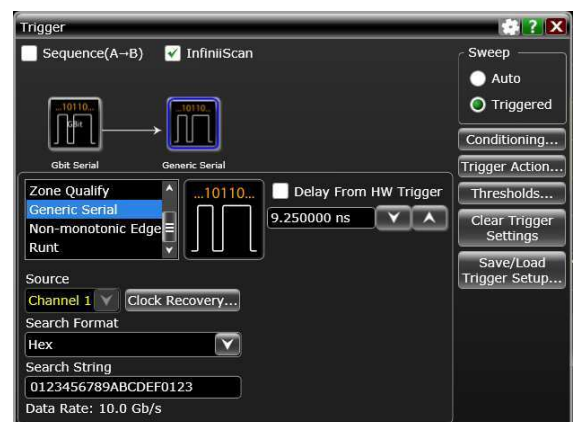 Trigger
?
X
Sequence(A→B)
InfiniiScan
Sweep
Auto
Triggered
...10110...
Gbit
Gbit Serial
...10110...
Generic Serial
Conditioning...
Trigger Action...
Thresholds...
Clear Trigger
Settings
Save/Load
Trigger Setup...
Zone Qualify
Generic Serial
Non-monotonic Edge
Runt
...10110...
Delay From HW Trigger
9.250000 ns
Source
Channel 1
Clock Recovery...
Search Format
Hex
Search String
0123456789ABCDEF0123
Data Rate: 10.0 Gb/s